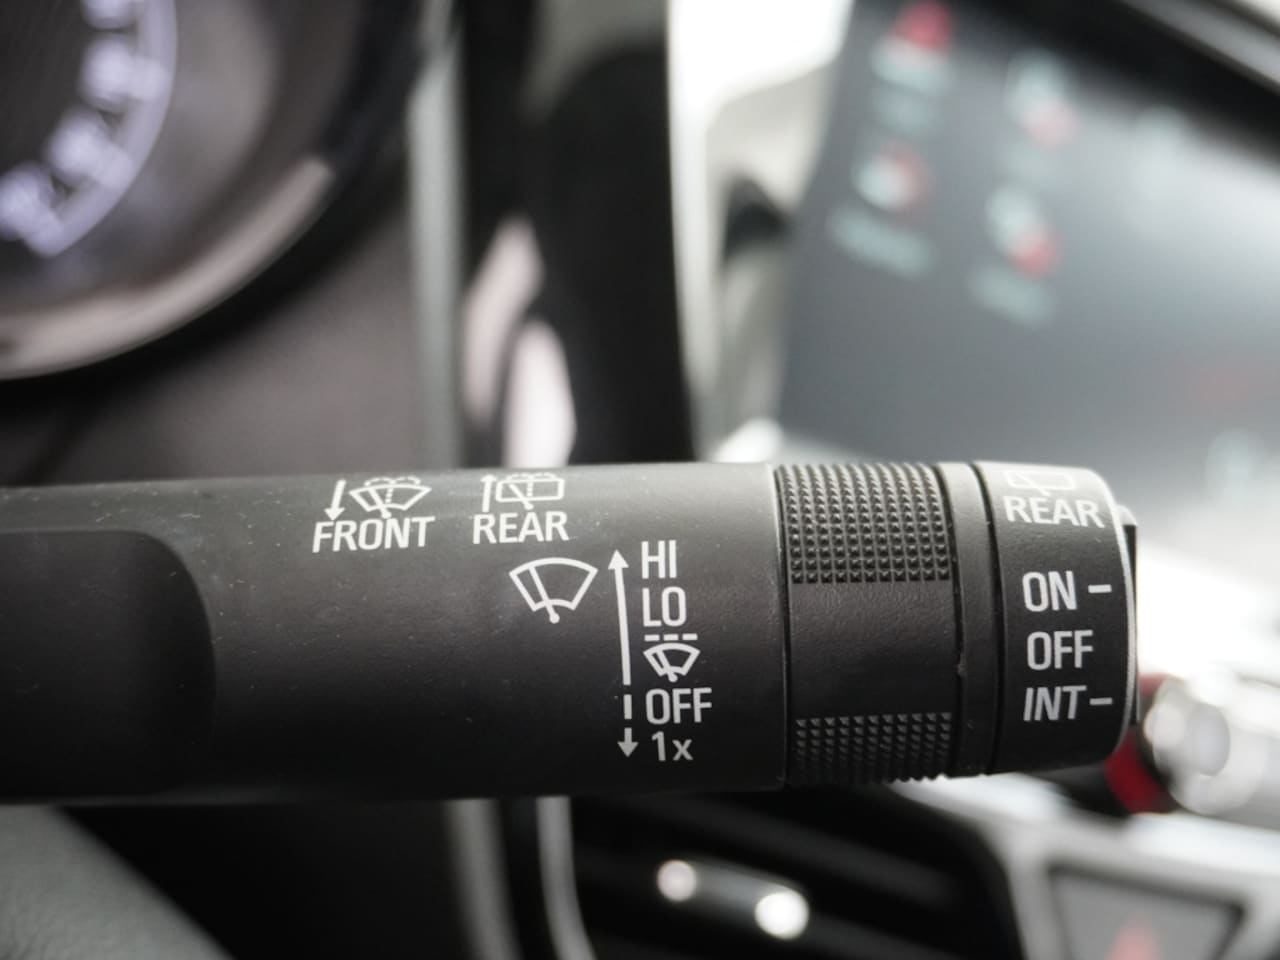 FRONT
REAR
HI
LO
OFF
1x
REAR
ON
OFF
INT